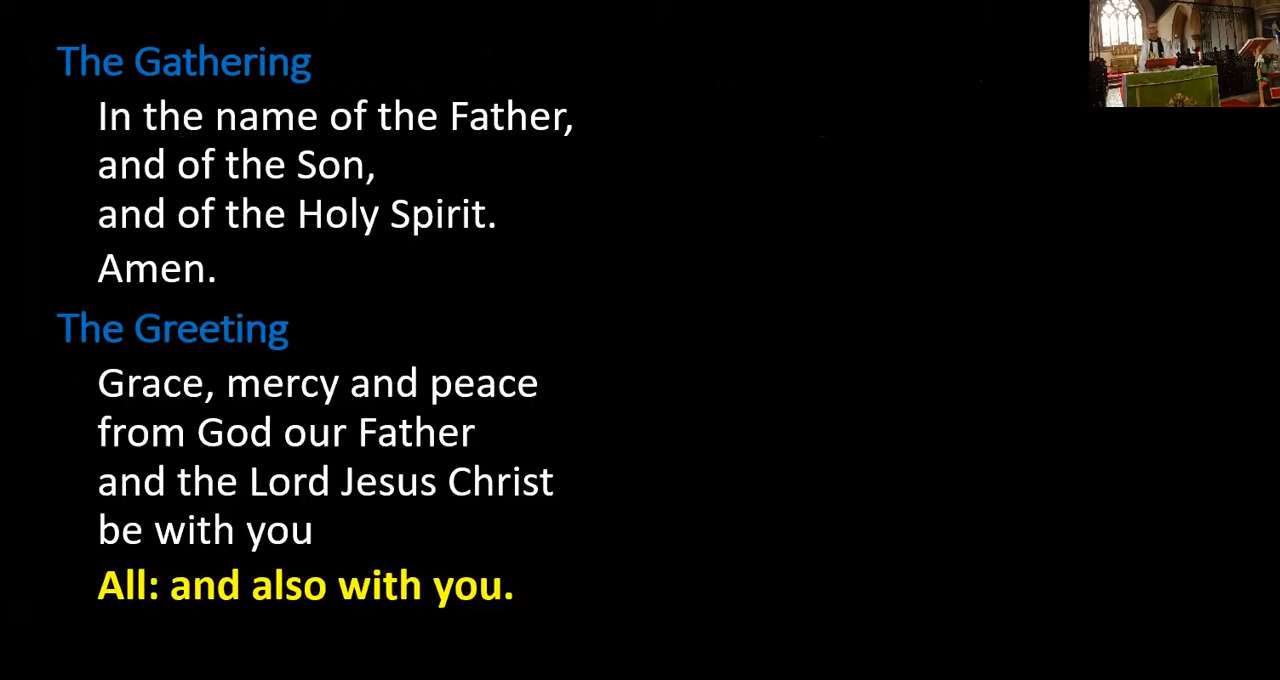 The Gathering
In the name of the Father,
and of the Son,
and of the Holy Spirit.
Amen.
The Greeting
Grace, mercy and peace
from God our Father
and the Lord Jesus Christ
be with you
All: and also with you.